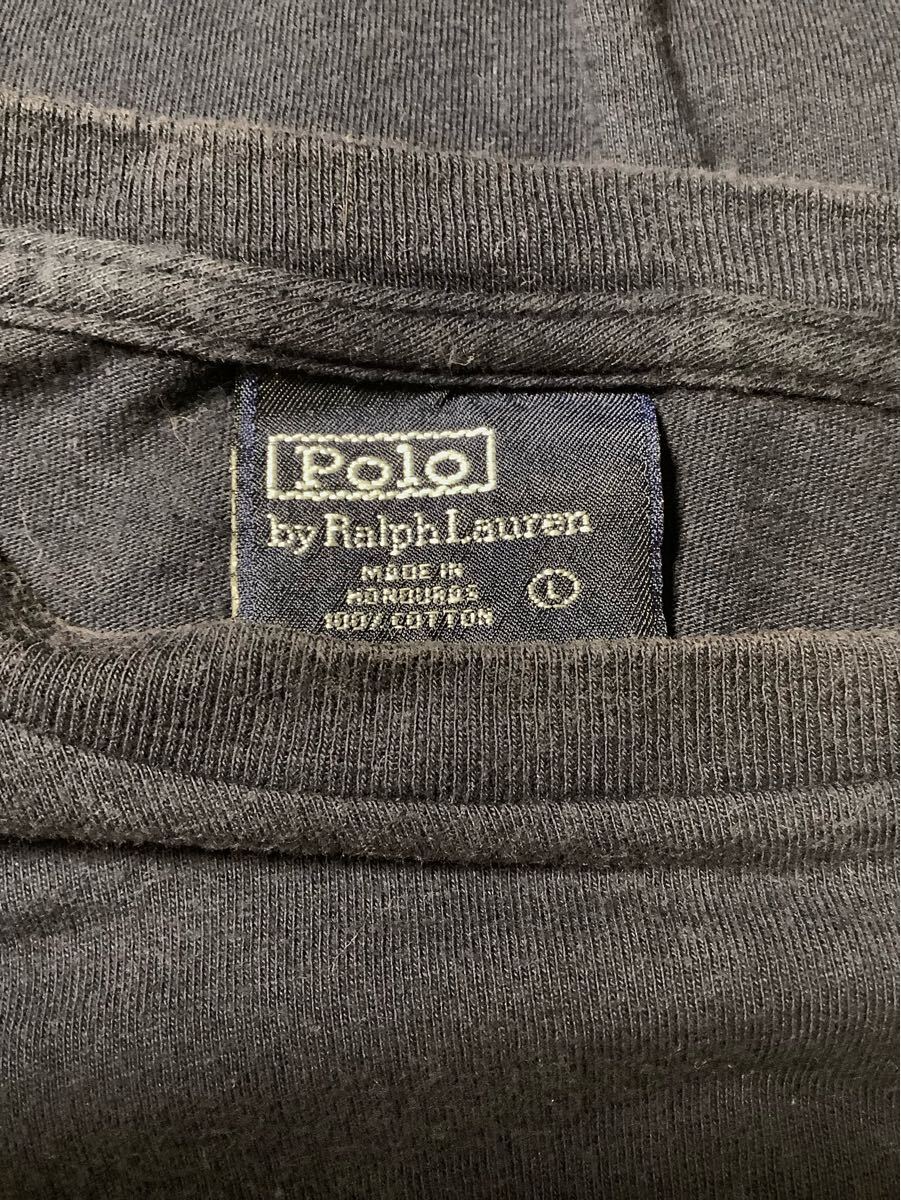 Polo
by Ralph Lauren
MADE IN
HONDURAS
100% COTTON
L